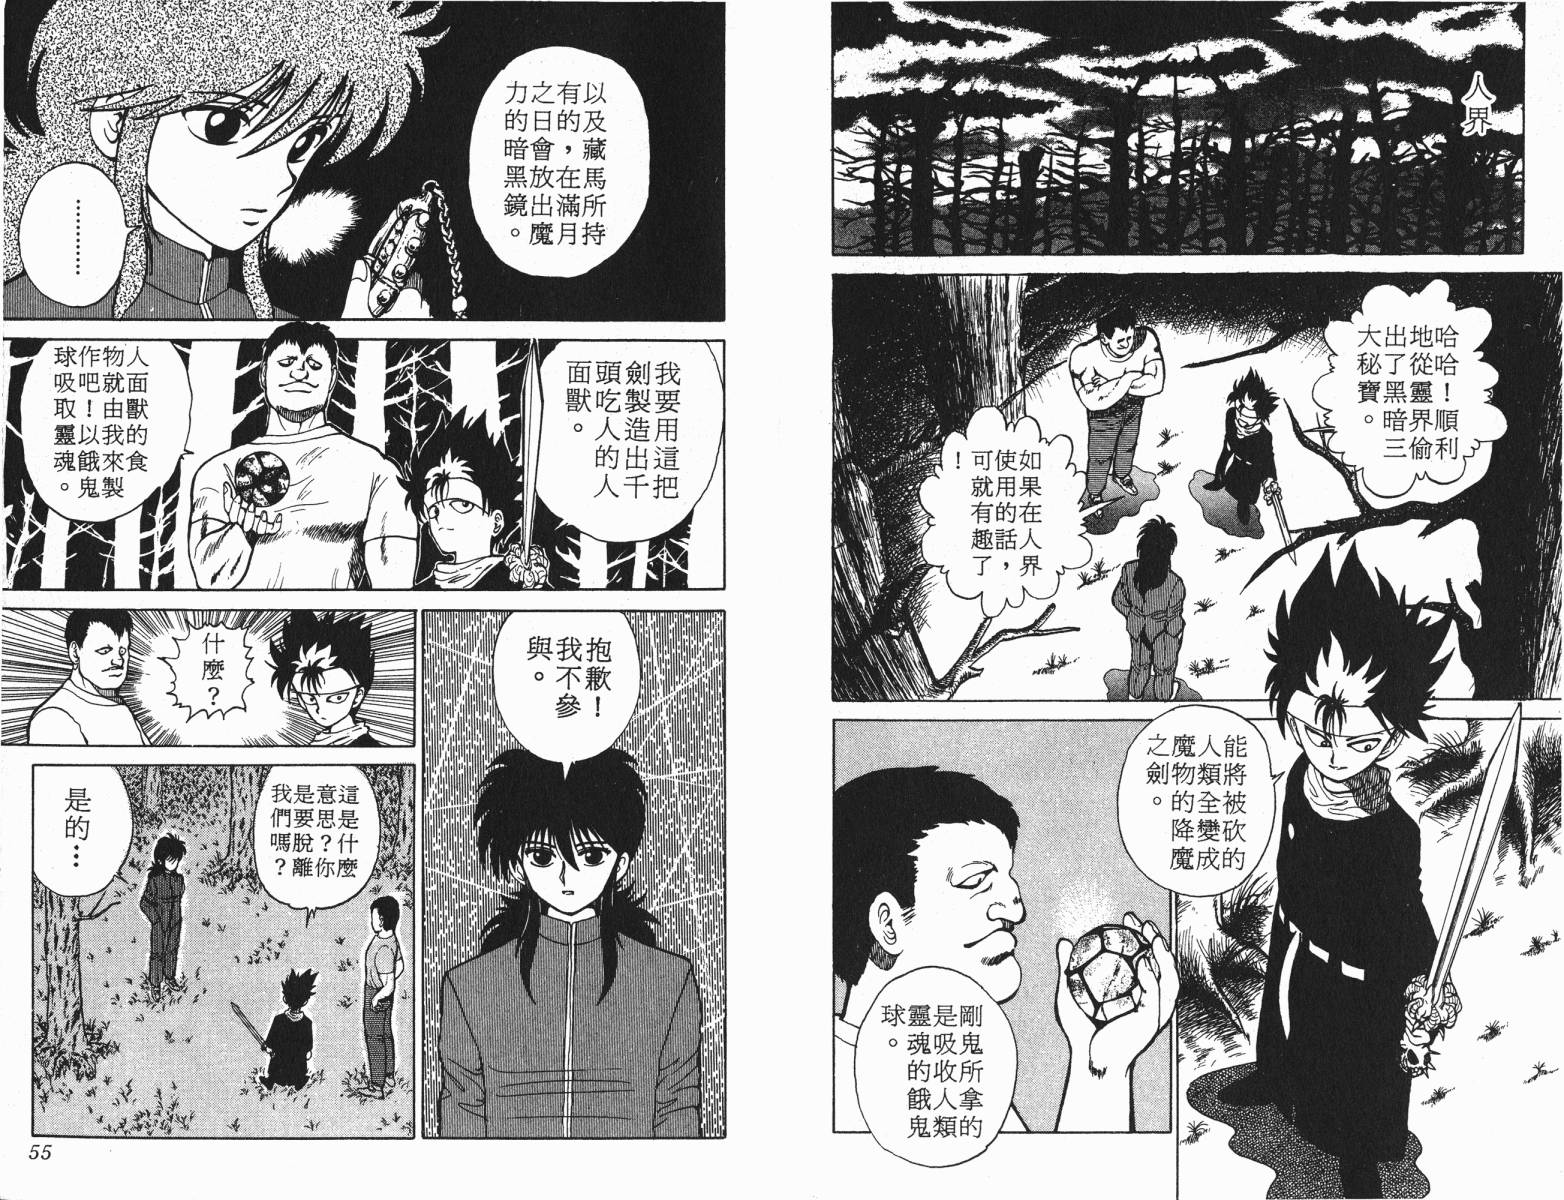 人界
哈哈！順利
地從靈界偷
出了黑暗三
大秘寶。
如果在人界
使用的話，
可就有趣了
！
能將被砍的
人類全變成
魔物的降魔
之劍。
剛鬼所拿的
是吸收人類
靈魂的餓鬼
球。
以及藏馬所持
有的，在滿月
之日會放出魔
力的暗黑鏡。
………
我要用這把
劍製造出千
頭吃人的人
面獸。
人面獸的食
物就由我來製
作吧！以餓鬼
球吸取靈魂。
抱歉！
我不參
與。
什麼？
這是什麼
意思？你
是要脫離
我們嗎？
是的…
55